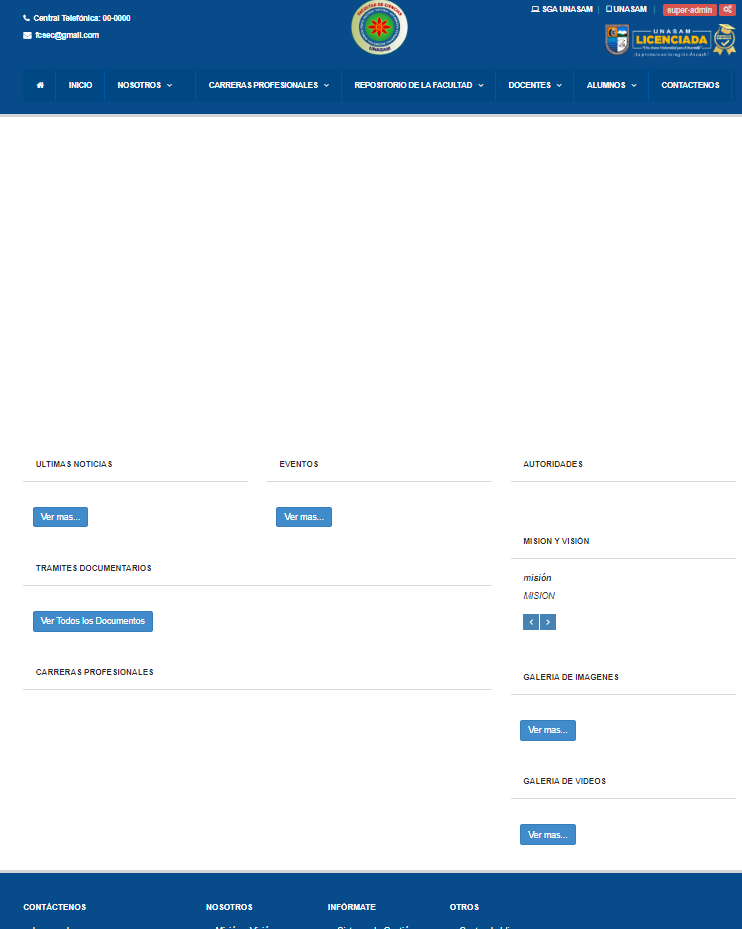 Central Telefónica: 00-0000
fcsec@gmail.com
FACULTAD DE CIENCIAS
UNASAM
SGA UNASAM | UNASAM | super-admin
UNASAM
LICENCIADA
INICIO NOSOTROS CARRERAS PROFESIONALES REPOSITORIO DE LA FACULTAD DOCENTES ALUMNOS CONTACTENOS
ULTIMAS NOTICIAS EVENTOS AUTORIDADES
Ver mas... Ver mas...
MISION Y VISIÓN
TRAMITES DOCUMENTARIOS
misión
MISION
Ver Todos los Documentos
CARRERAS PROFESIONALES
GALERIA DE IMAGENES
Ver mas...
GALERIA DE VIDEOS
Ver mas...
CONTÁCTENOS NOSOTROS INFÓRMATE OTROS